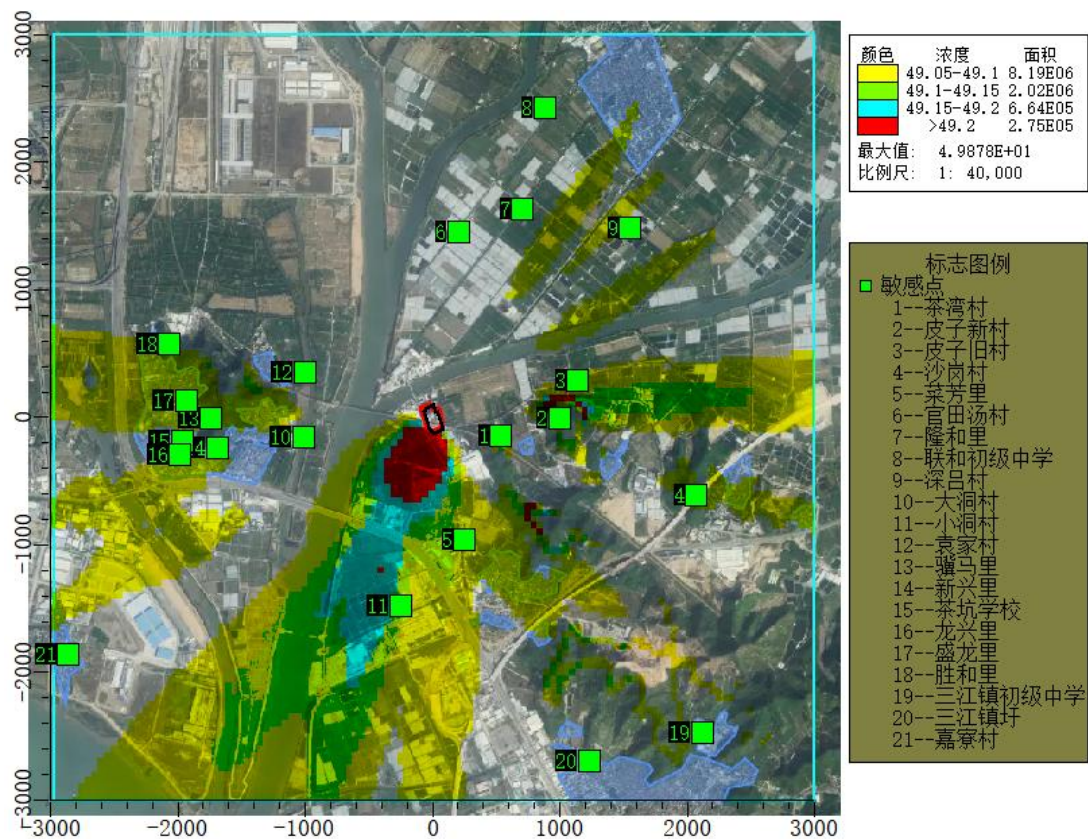 颜色 浓度 面积
49.05-49.1 8.19E06
49.1-49.15 2.02E06
49.15-49.2 6.64E05
>49.2 2.75E05
最大值: 4.9878E+01
比例尺: 1: 40,000
标志图例
敏感点
1--茶湾村
2--皮子新村
3--皮子旧村
4--沙岗村
5--菜芳里
6--官田汤村
7--隆和里
8--联和初级中学
9--深吕村
10--大洞村
11--小洞村
12--袁家村
13--骥马里
14--新兴里
15--茶坑学校
16--龙兴里
17--盛龙里
18--胜和里
19--三江镇初级中学
20--三江镇圩
21--嘉寮村
3000
2000
1000
0
-1000
-2000
-3000
-3000 -2000 -1000 0 1000 2000 3000
8
7
6
9
18
12
3
17
13
2
1
10
15
14
16
4
5
11
21
19
20